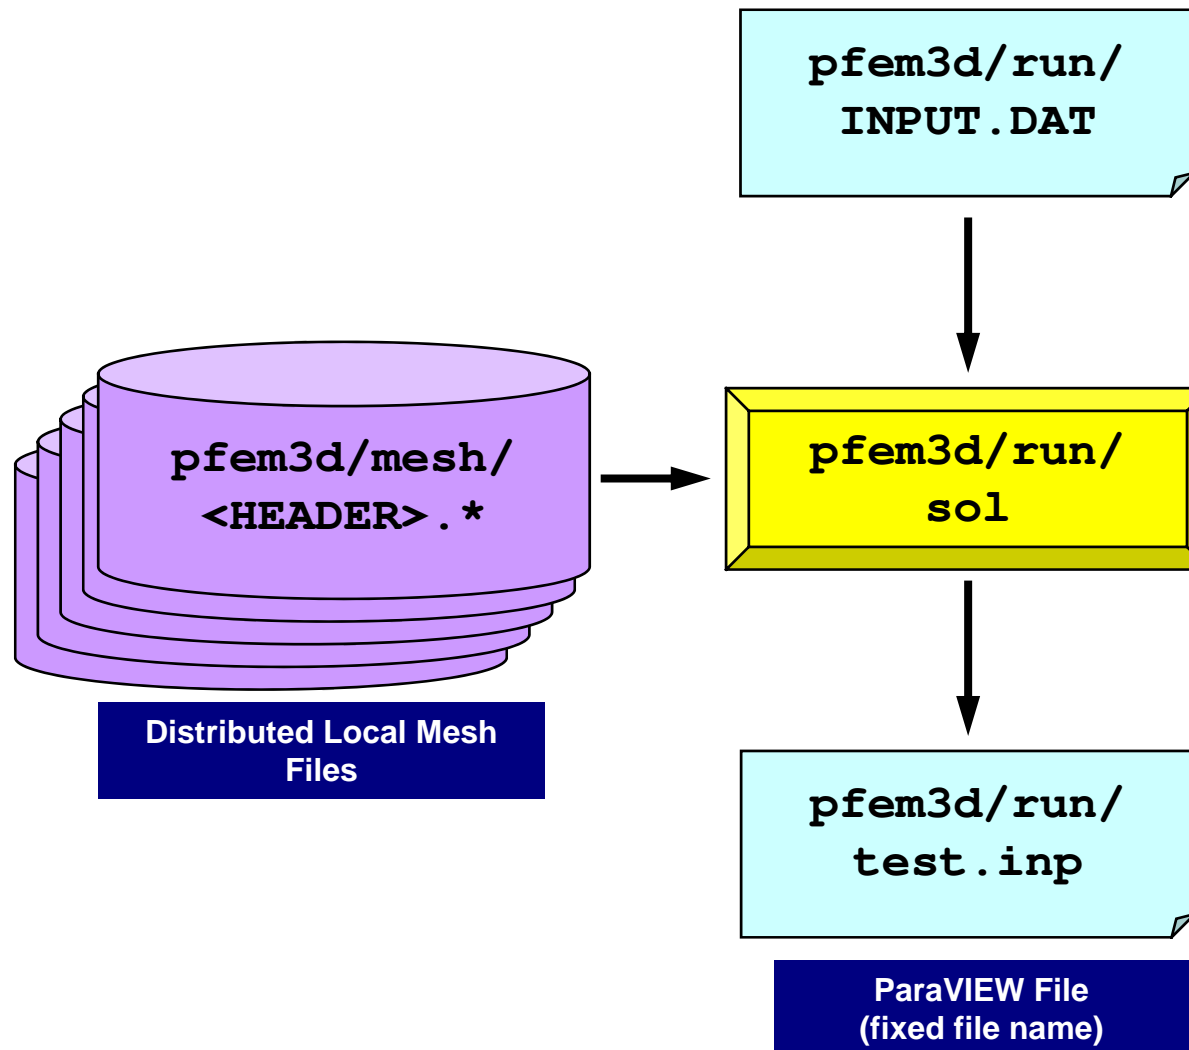 pfem3d/run/
INPUT.DAT
pfem3d/mesh/
<HEADER>.*
pfem3d/run/
sol
Distributed Local Mesh
Files
pfem3d/run/
test.inp
ParaVIEW File
(fixed file name)